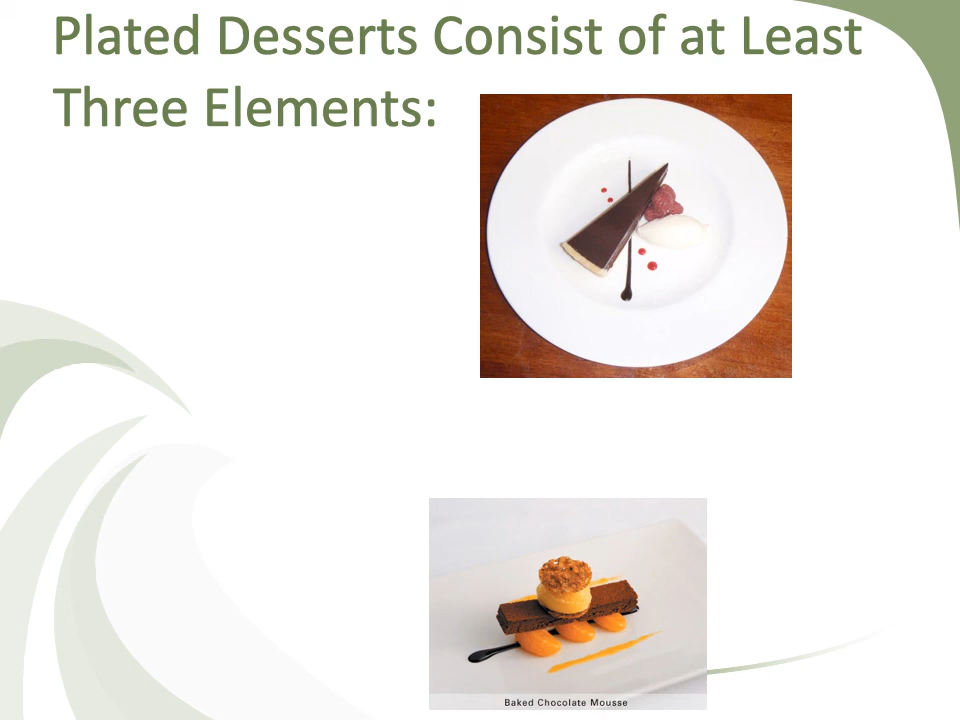 Plated Desserts Consist of at Least
Three Elements:
Baked Chocolate Mousse